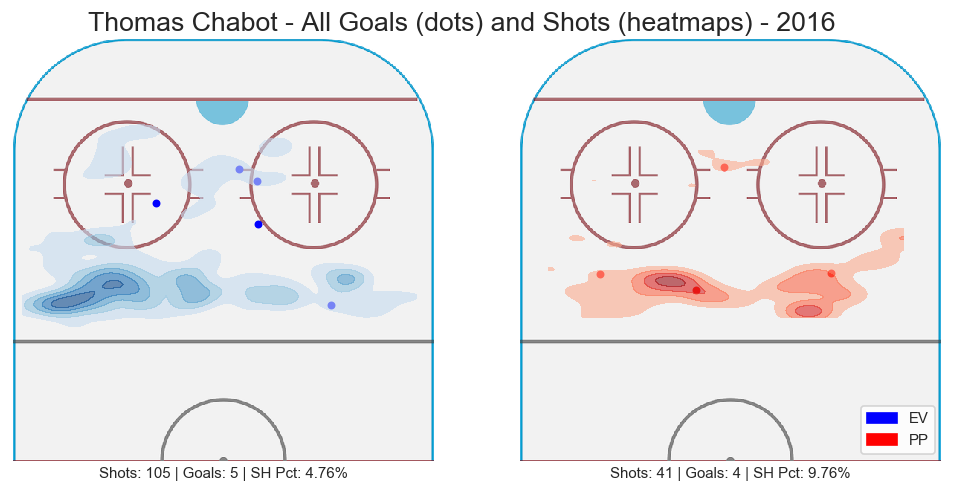 Thomas Chabot - All Goals (dots) and Shots (heatmaps) - 2016
EV
PP
Shots: 105 | Goals: 5 | SH Pct: 4.76%
Shots: 41 | Goals: 4 | SH Pct: 9.76%